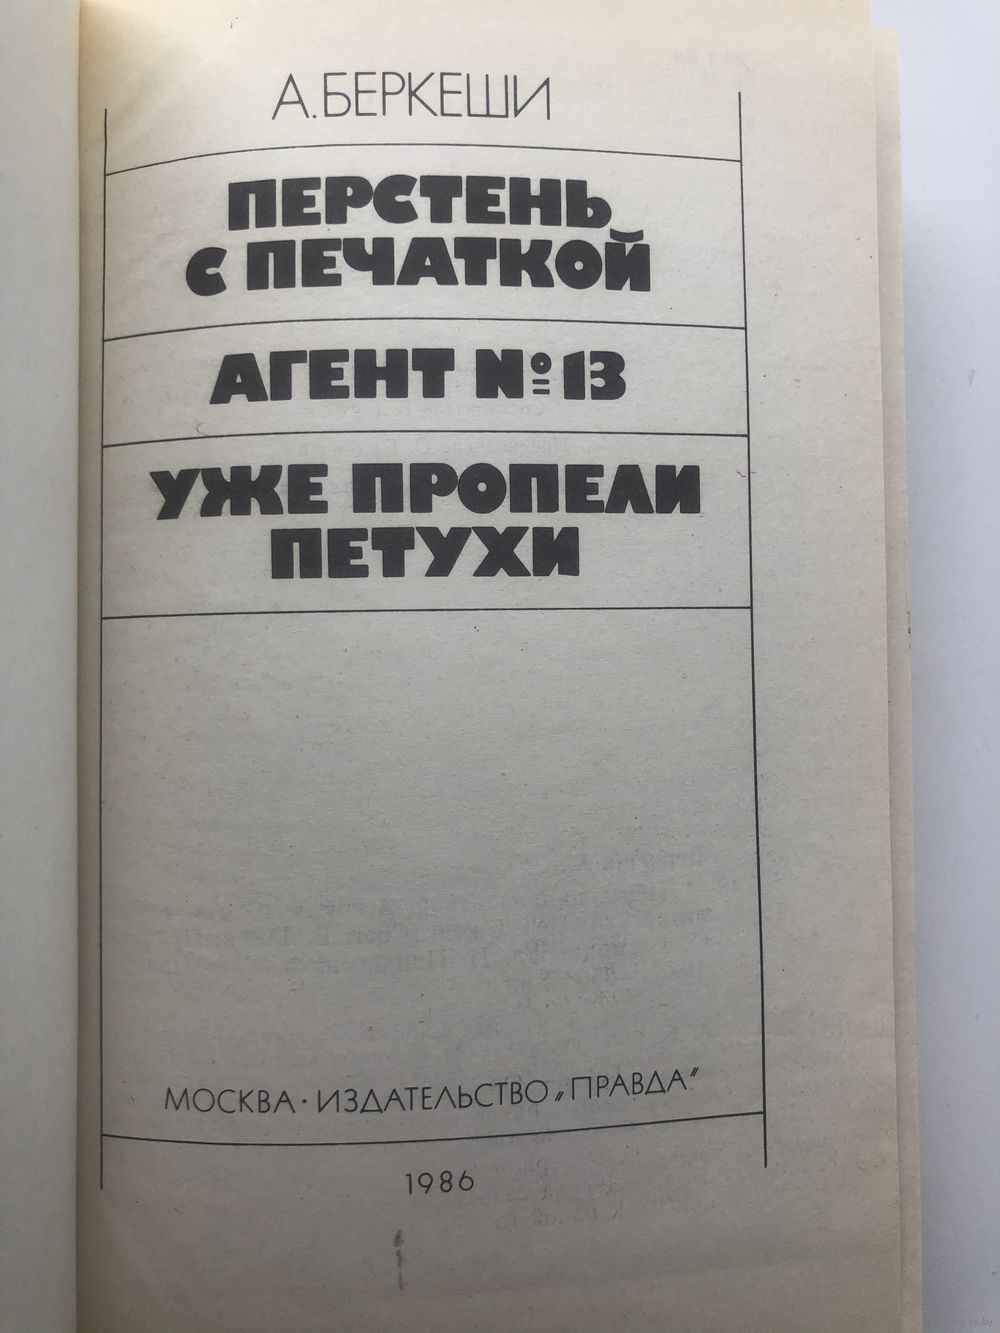 А.БЕРКЕШИ
ПЕРСТЕНЬ
С ПЕЧАТКОЙ
АГЕНТ № 13
УЖЕ ПРОПЕЛИ
ПЕТУХИ
МОСКВА · ИЗДАТЕЛЬСТВО „ПРАВДА"
1986